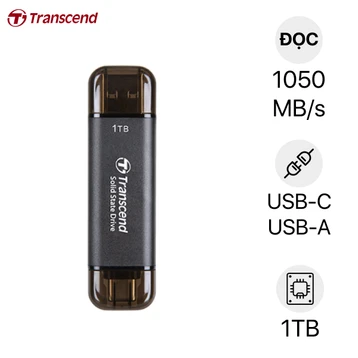 Transcend
ĐỌC
1050
MB/s
USB-C
USB-A
1TB
1TB
Transcend
Solid State Drive